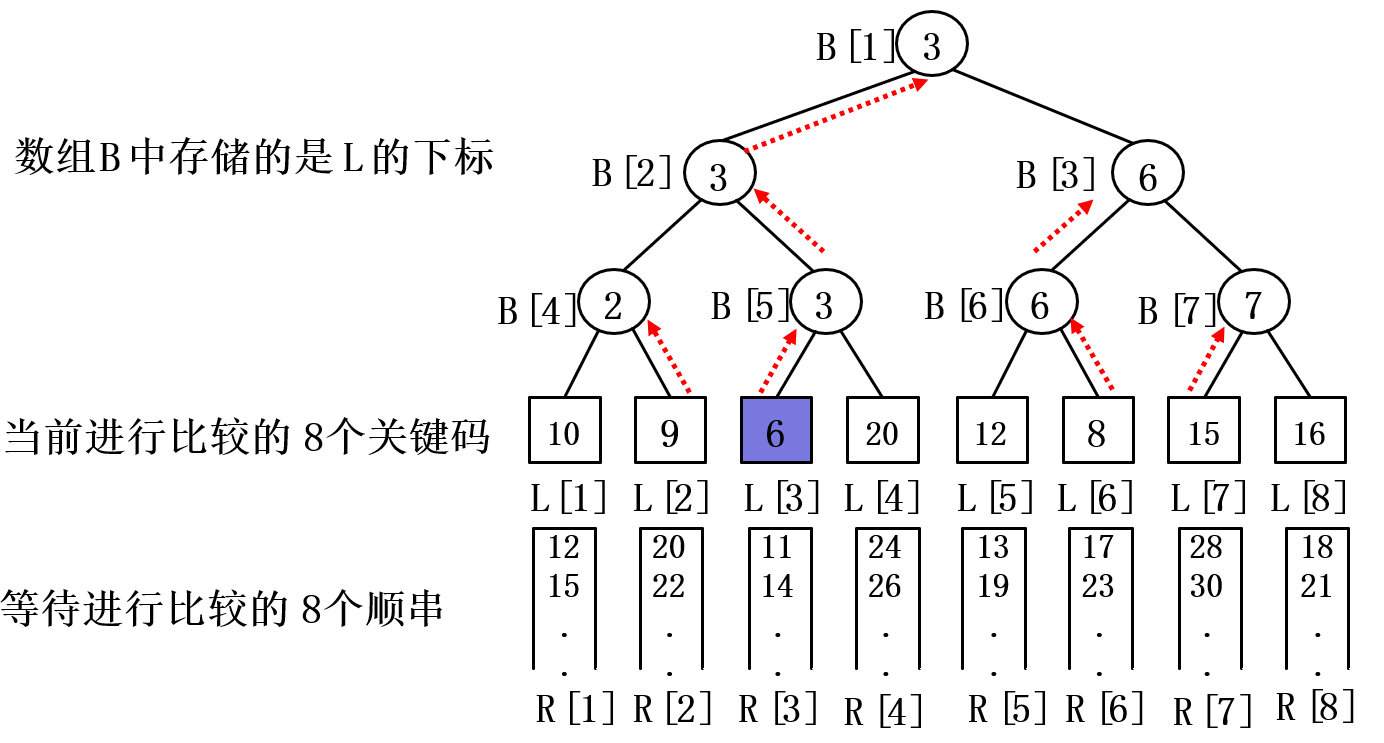 B[1] 3
数组B中存储的是L的下标
B[2] 3 B[3] 6
B[4] 2 B[5] 3 B[6] 6 B[7] 7
当前进行比较的 8个关键码 10 9 6 20 12 8 15 16
L[1] L[2] L[3] L[4] L[5] L[6] L[7] L[8]
12 20 11 24 13 17 28 18
15 22 14 26 19 23 30 21
等待进行比较的 8个顺串
. . . . . . . .
. . . . . . . .
R[1] R[2] R[3] R[4] R[5] R[6] R[7] R[8]